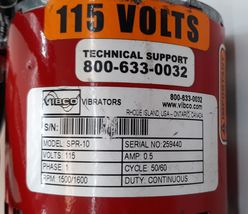 115 VOLTS
TECHNICAL SUPPORT
800-633-0032
VIBCO VIBRATORS
800-633-0032
www.vibco.com
RHODE ISLAND, USA - ONTARIO, CANADA
S/N:
MODEL: SPR-10 SERIAL NO: 259440
VOLTS: 115 AMP: 0.5
PHASE: 1 CYCLE: 50/60
RPM: 1500/1600 DUTY: CONTINUOUS